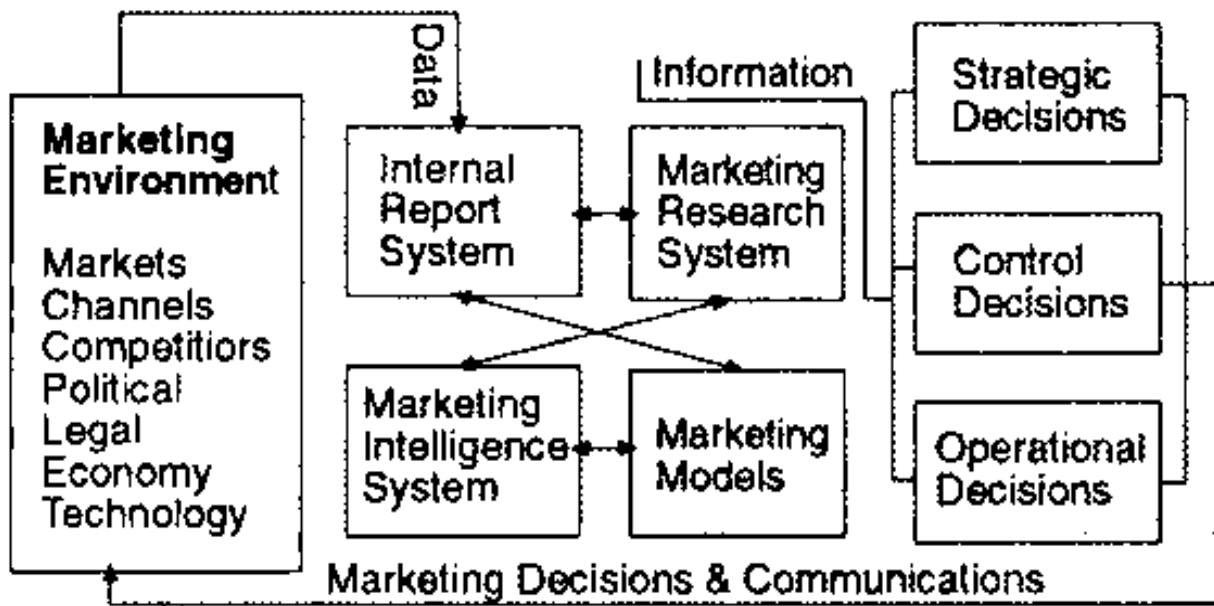 Data
Information
Marketing
Environment
Markets
Channels
Competitiors
Political
Legal
Economy
Technology
Internal
Report
System
Marketing
Research
System
Marketing
Intelligence
System
Marketing
Models
Strategic
Decisions
Control
Decisions
Operational
Decisions
Marketing Decisions & Communications